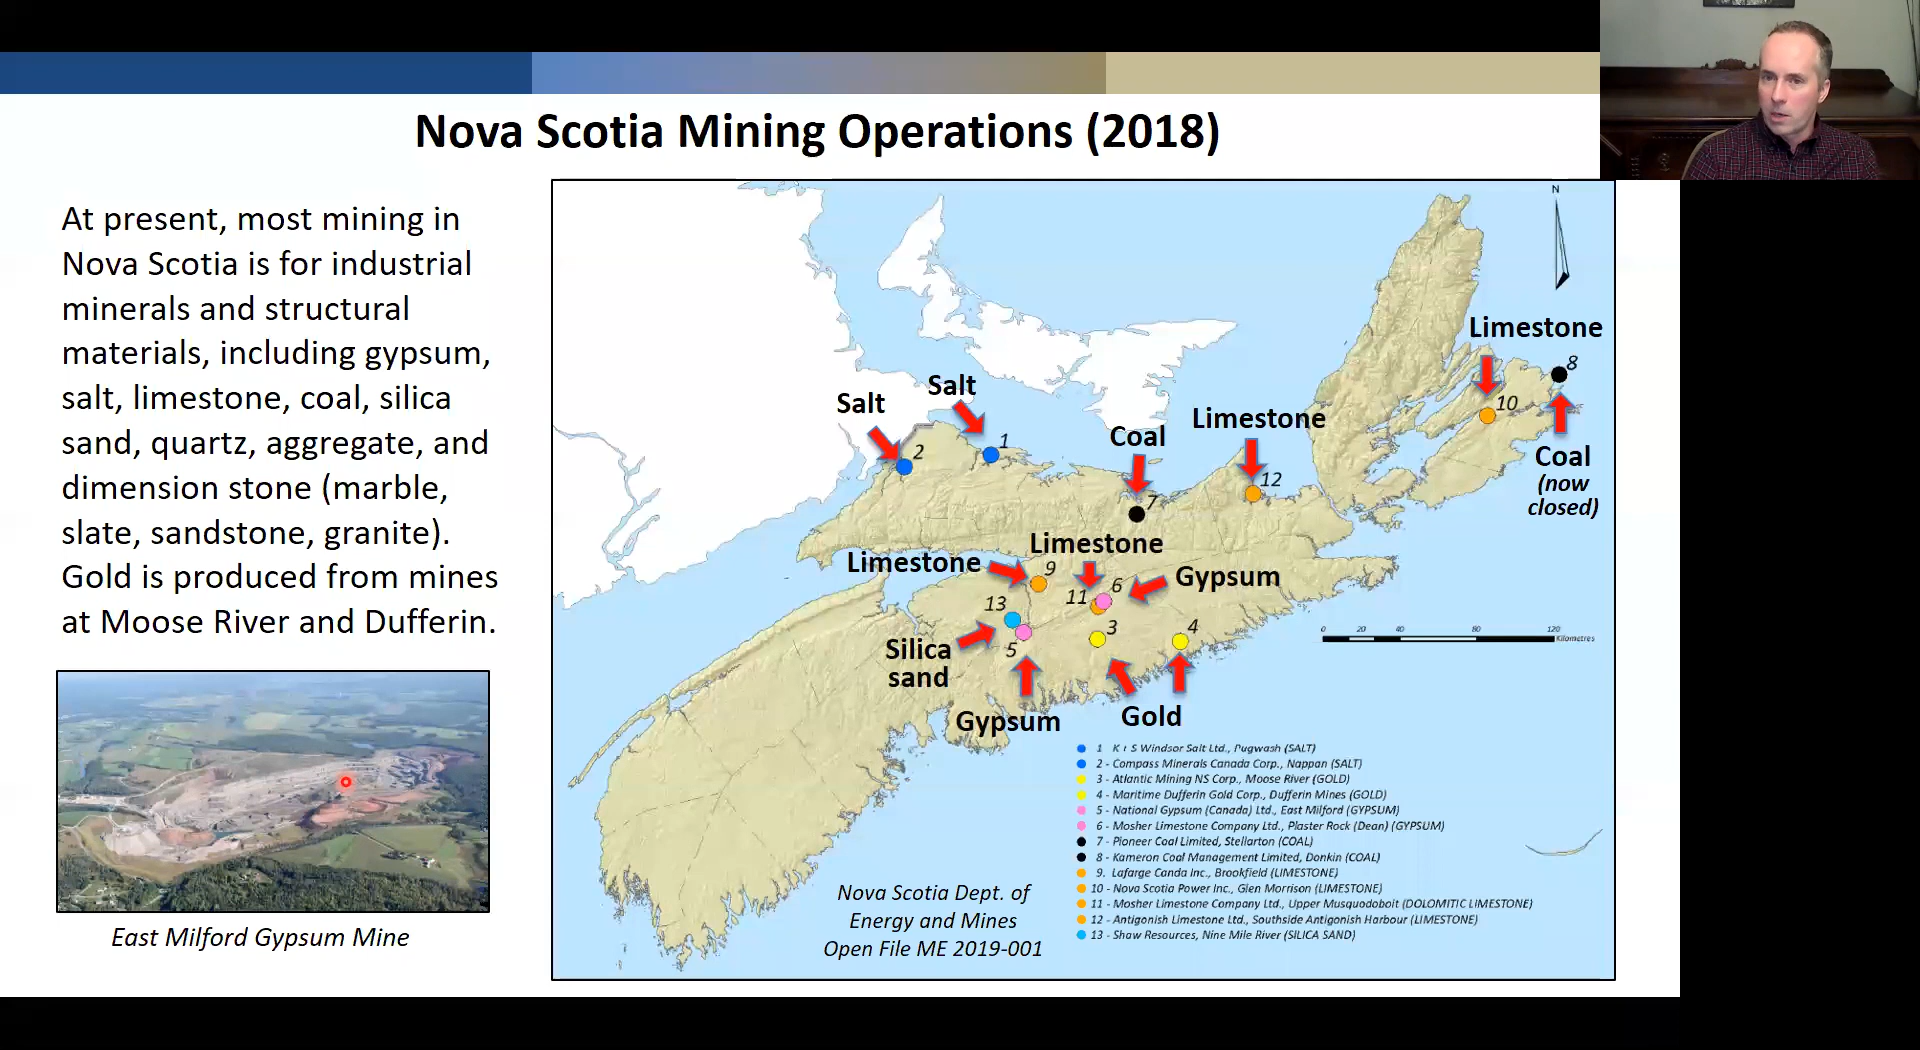 Nova Scotia Mining Operations (2018)
At present, most mining in
Nova Scotia is for industrial
minerals and structural
materials, including gypsum,
salt, limestone, coal, silica
sand, quartz, aggregate, and
dimension stone (marble,
slate, sandstone, granite).
Gold is produced from mines
at Moose River and Dufferin.
East Milford Gypsum Mine
N
Limestone
8
10
Coal
(now
closed)
Salt
1
Salt
2
Coal
7
Limestone
12
Limestone
9
Limestone
11
6
Gypsum
13
Silica
sand
5
Gypsum
3
4
Gold
0 20 40 80 120
Kilometres
1 K + S Windsor Salt Ltd., Pugwash (SALT)
2 - Compass Minerals Canada Corp., Nappan (SALT)
3 - Atlantic Mining NS Corp., Moose River (GOLD)
4 - Maritime Dufferin Gold Corp., Dufferin Mines (GOLD)
5 - National Gypsum (Canada) Ltd., East Milford (GYPSUM)
6 - Mosher Limestone Company Ltd., Plaster Rock (Dean) (GYPSUM)
7 - Pioneer Coal Limited, Stellarton (COAL)
8 - Kameron Coal Management Limited, Donkin (COAL)
9. Lafarge Canda Inc., Brookfield (LIMESTONE)
10 - Nova Scotia Power Inc., Glen Morrison (LIMESTONE)
11 - Mosher Limestone Company Ltd., Upper Musquodoboit (DOLOMITIC LIMESTONE)
12 - Antigonish Limestone Ltd., Southside Antigonish Harbour (LIMESTONE)
13 - Shaw Resources, Nine Mile River (SILICA SAND)
Nova Scotia Dept. of
Energy and Mines
Open File ME 2019-001